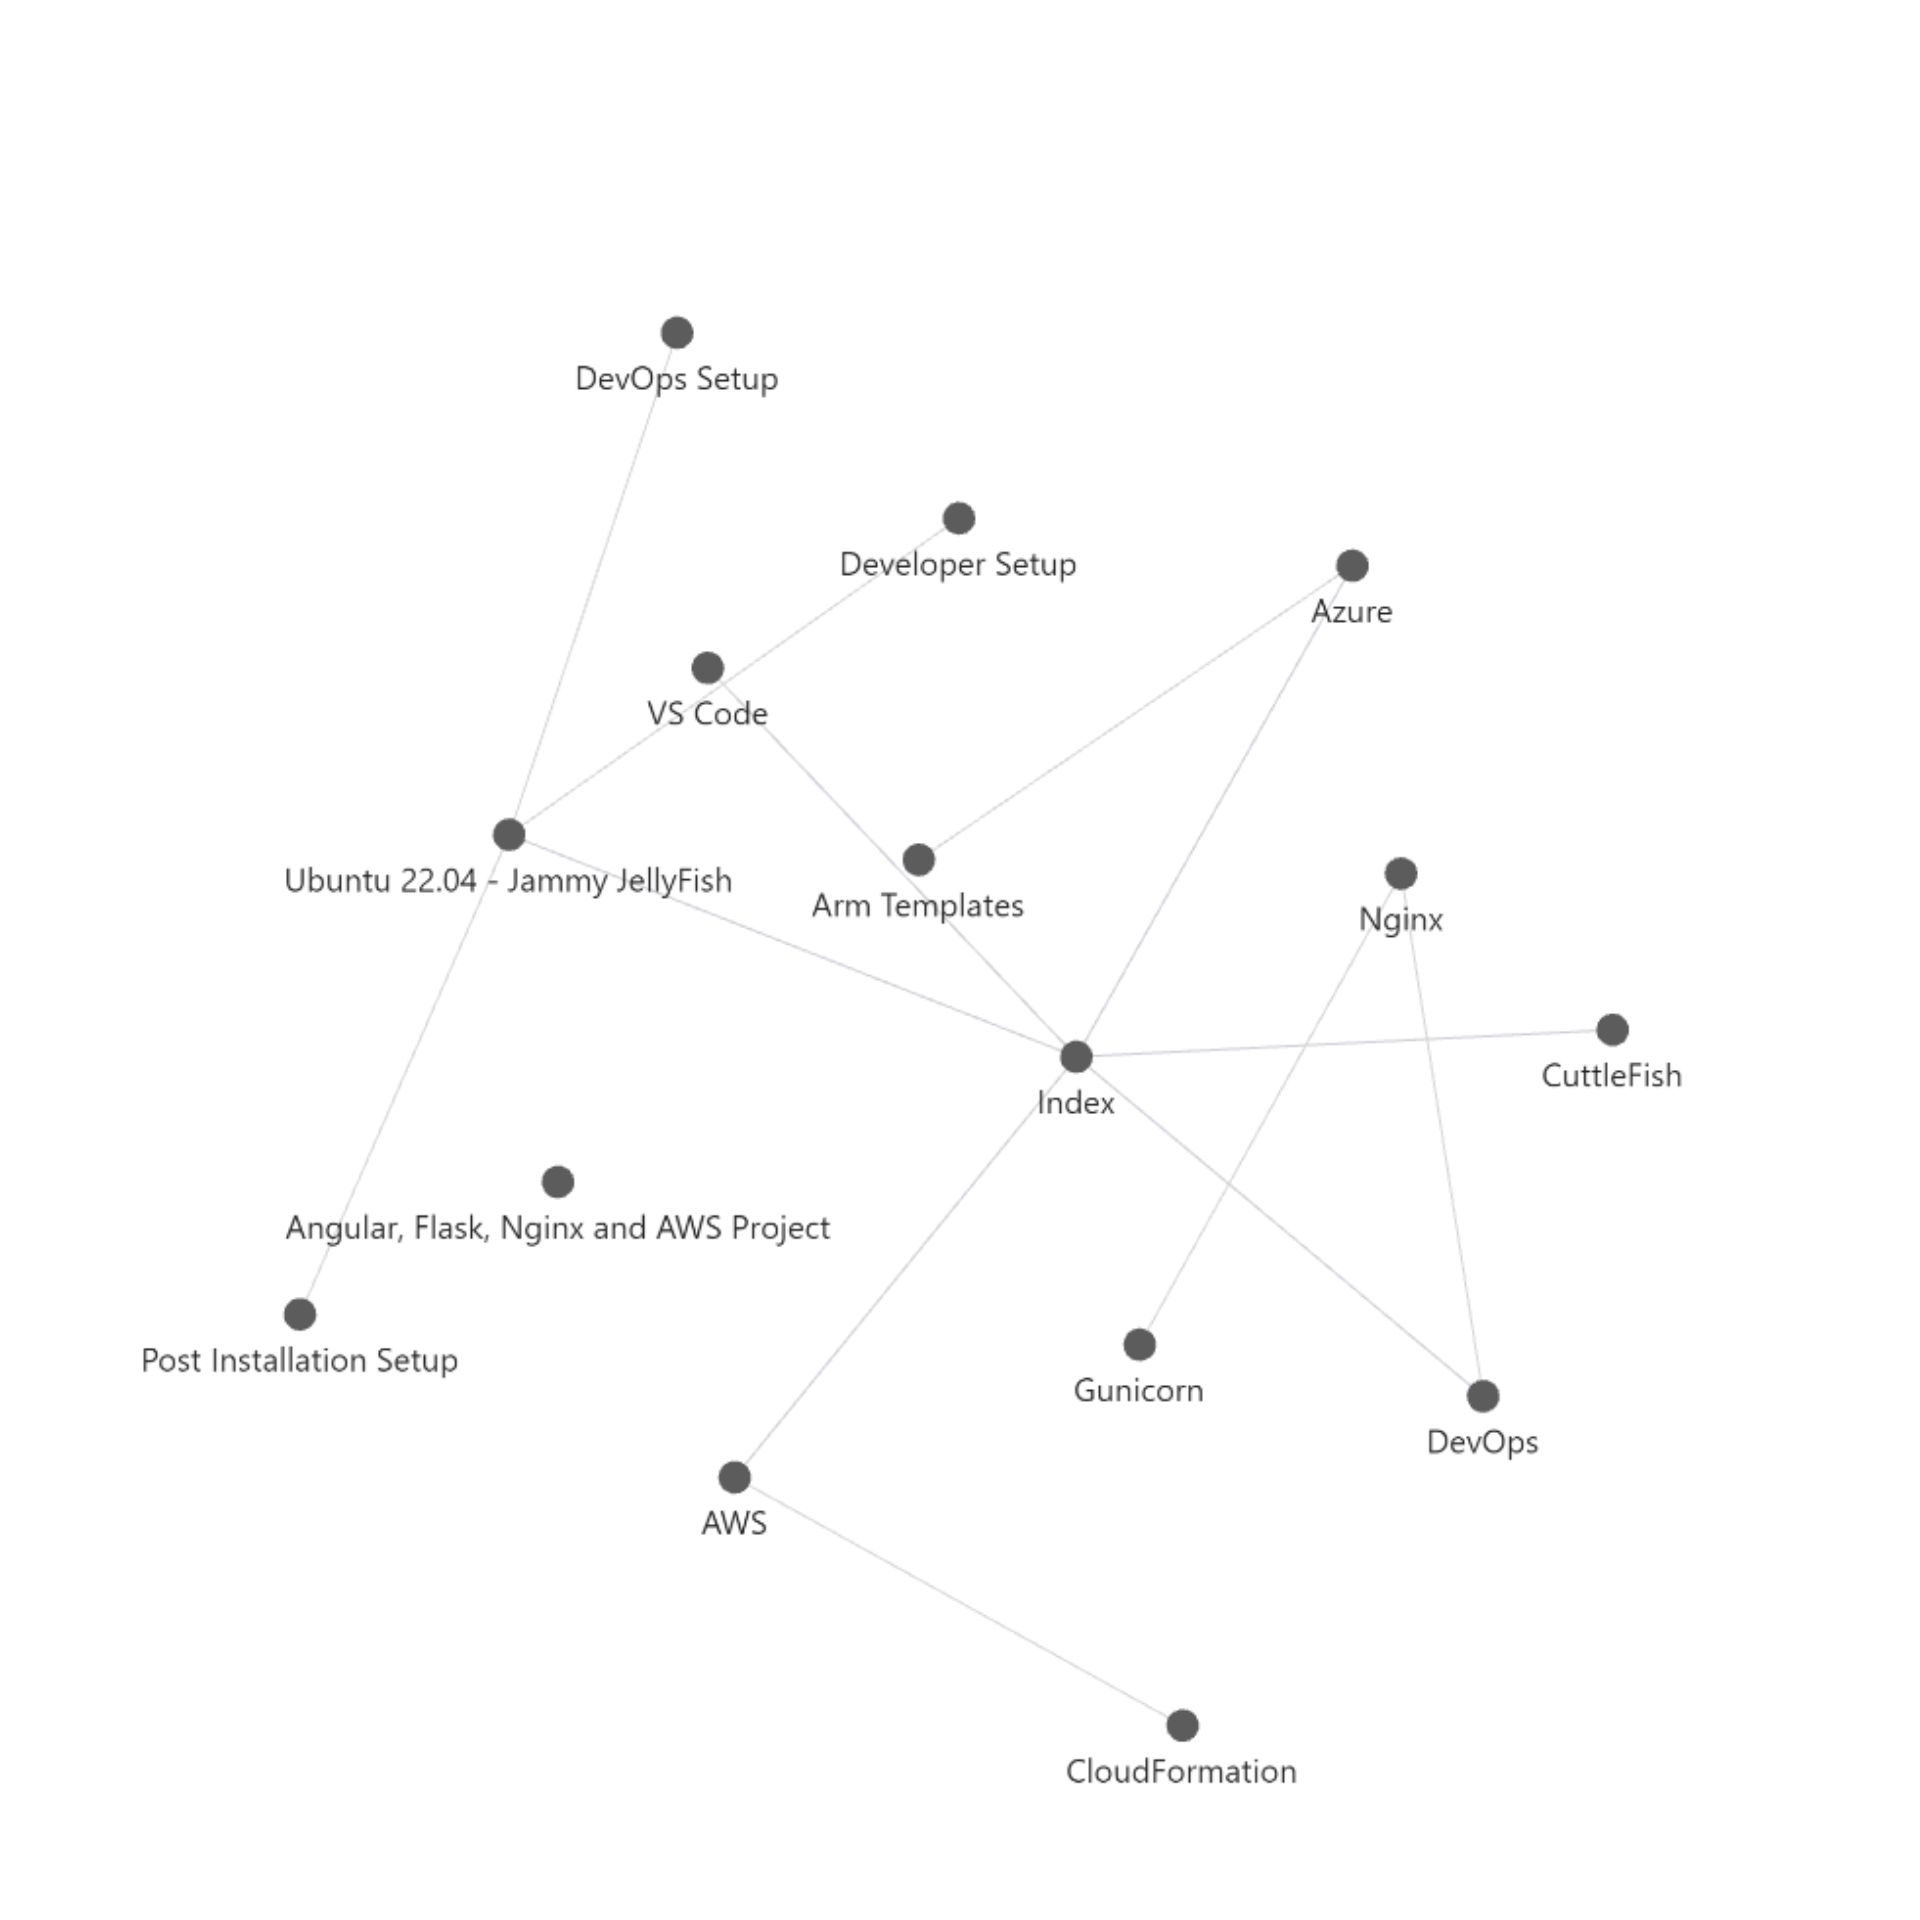 DevOps Setup
Developer Setup
Azure
VS Code
Ubuntu 22.04 - Jammy JellyFish
Arm Templates
Nginx
CuttleFish
Index
Angular, Flask, Nginx and AWS Project
Post Installation Setup
Gunicorn
DevOps
AWS
CloudFormation